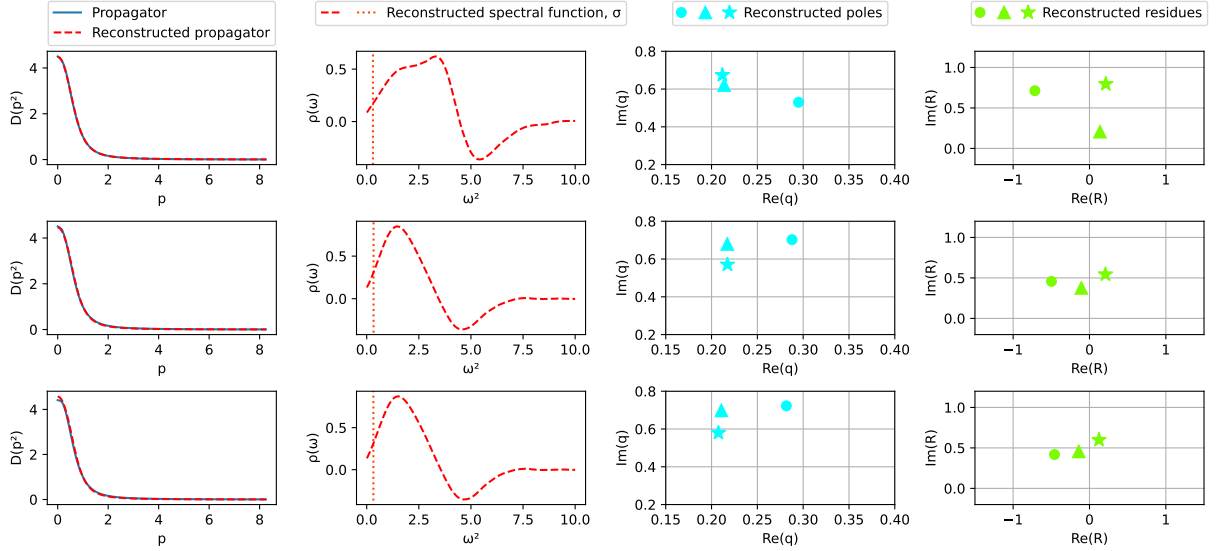 Propagator
Reconstructed propagator
Reconstructed spectral function, σ
Reconstructed poles
Reconstructed residues
D(p²)
4
2
0
0 2 4 6 8
p
ρ(ω)
0.5
0.0
0.0 2.5 5.0 7.5 10.0
ω²
Im(q)
0.8
0.6
0.4
0.2
0.15 0.20 0.25 0.30 0.35 0.40
Re(q)
Im(R)
1.0
0.5
0.0
−1 0 1
Re(R)
D(p²)
4
2
0
0 2 4 6 8
p
ρ(ω)
0.5
0.0
0.0 2.5 5.0 7.5 10.0
ω²
Im(q)
0.8
0.6
0.4
0.2
0.15 0.20 0.25 0.30 0.35 0.40
Re(q)
Im(R)
1.0
0.5
0.0
−1 0 1
Re(R)
D(p²)
4
2
0
0 2 4 6 8
p
ρ(ω)
0.5
0.0
0.0 2.5 5.0 7.5 10.0
ω²
Im(q)
0.8
0.6
0.4
0.2
0.15 0.20 0.25 0.30 0.35 0.40
Re(q)
Im(R)
1.0
0.5
0.0
−1 0 1
Re(R)